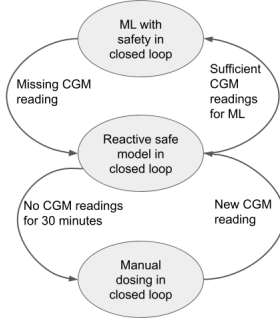 ML with
safety in
closed loop
Missing CGM
reading
Sufficient
CGM
readings
for ML
Reactive safe
model in
closed loop
No CGM readings
for 30 minutes
New CGM
reading
Manual
dosing in
closed loop